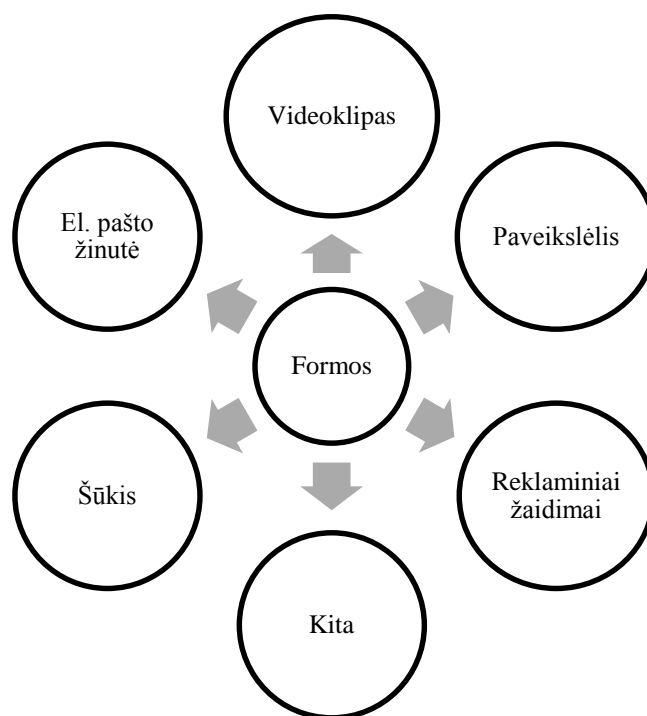 Videoklipas
El. pašto
žinutė
Paveikslėlis
Formos
Šūkis
Reklaminiai
žaidimai
Kita